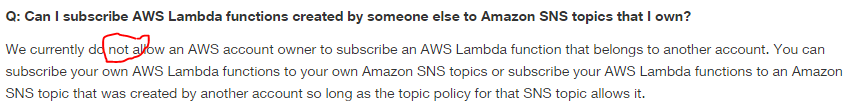 Q: Can I subscribe AWS Lambda functions created by someone else to Amazon SNS topics that I own?
We currently do not allow an AWS account owner to subscribe an AWS Lambda function that belongs to another account. You can
subscribe your own AWS Lambda functions to your own Amazon SNS topics or subscribe your AWS Lambda functions to an Amazon
SNS topic that was created by another account so long as the topic policy for that SNS topic allows it.